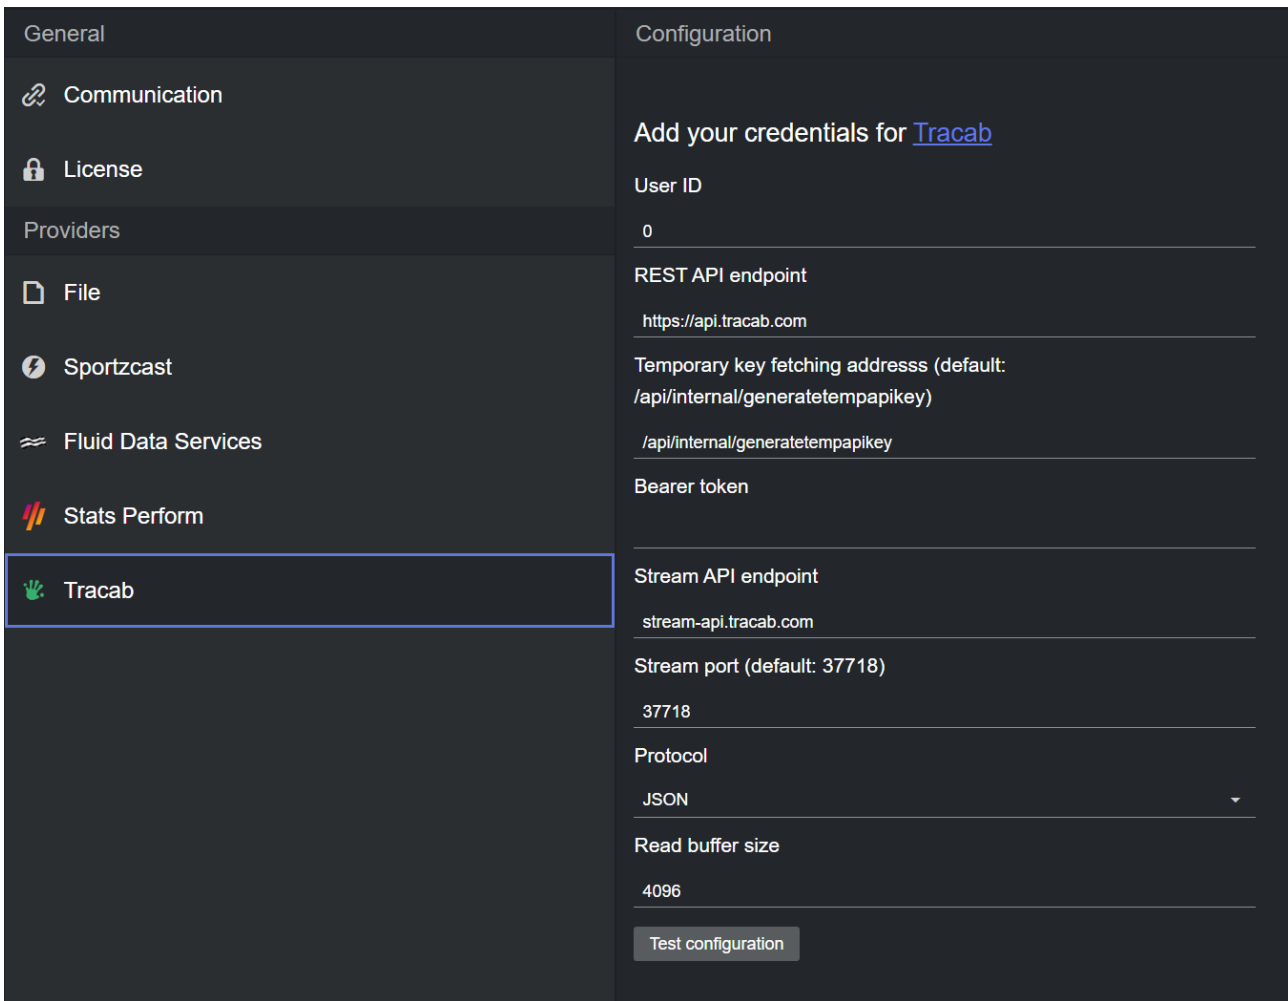 General
Communication
License
Providers
File
Sportzcast
Fluid Data Services
Stats Perform
Tracab
Configuration
Add your credentials for Tracab
User ID
0
REST API endpoint
https://api.tracab.com
Temporary key fetching addresss (default:
/api/internal/generatetempapikey)
/api/internal/generatetempapikey
Bearer token
Stream API endpoint
stream-api.tracab.com
Stream port (default: 37718)
37718
Protocol
JSON
Read buffer size
4096
Test configuration